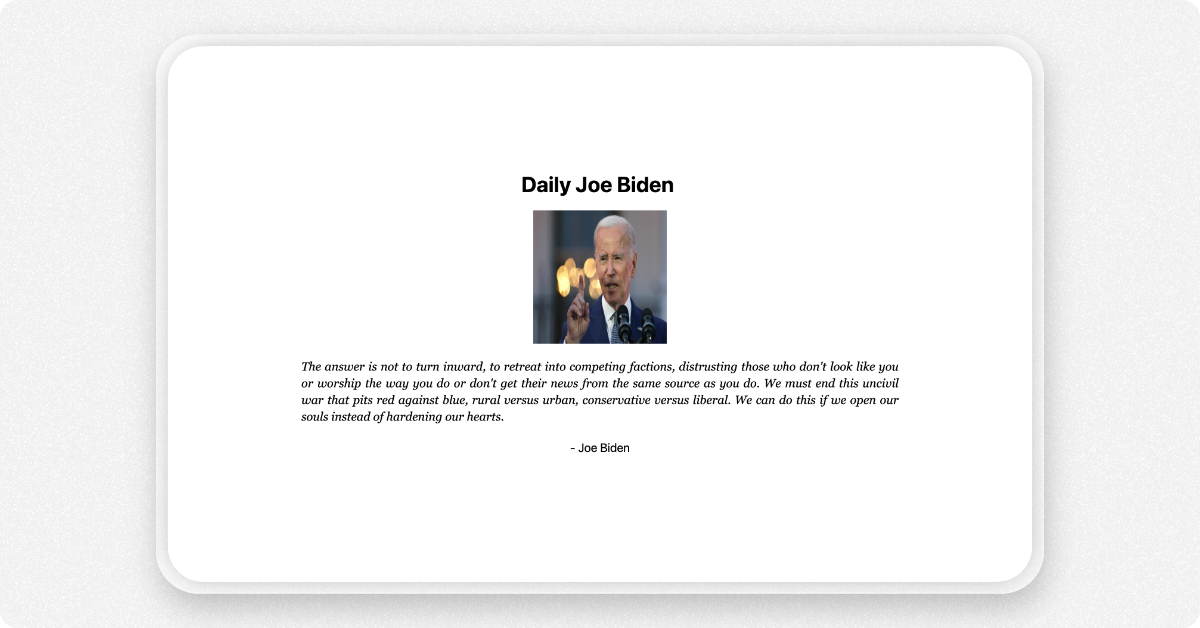 Daily Joe Biden
The answer is not to turn inward, to retreat into competing factions, distrusting those who don't look like you
or worship the way you do or don't get their news from the same source as you do. We must end this uncivil
war that pits red against blue, rural versus urban, conservative versus liberal. We can do this if we open our
souls instead of hardening our hearts.
- Joe Biden